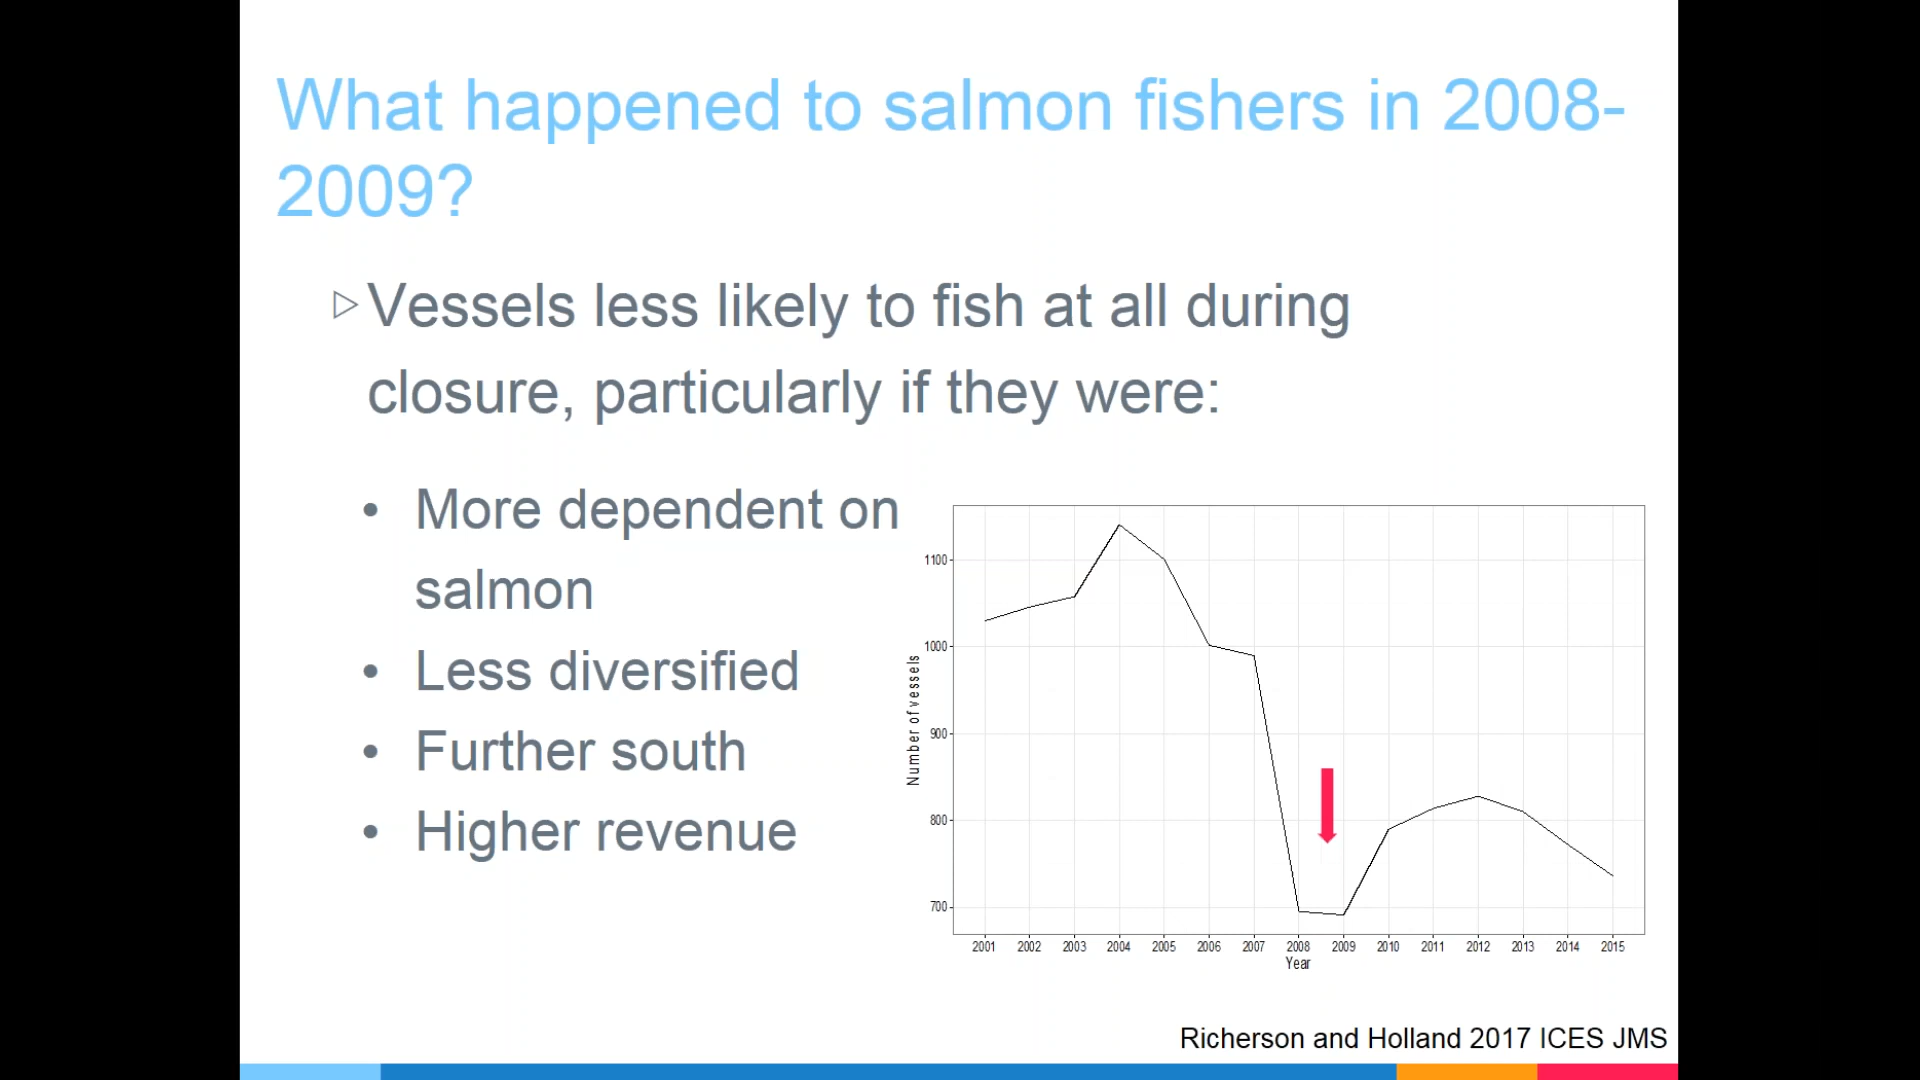 What happened to salmon fishers in 2008-
2009?
▷Vessels less likely to fish at all during
closure, particularly if they were:
• More dependent on
salmon
• Less diversified
• Further south
• Higher revenue
Number of vessels
1100
1000
900
800
700
2001 2002 2003 2004 2005 2006 2007 2008 2009 2010 2011 2012 2013 2014 2015
Year
Richerson and Holland 2017 ICES JMS